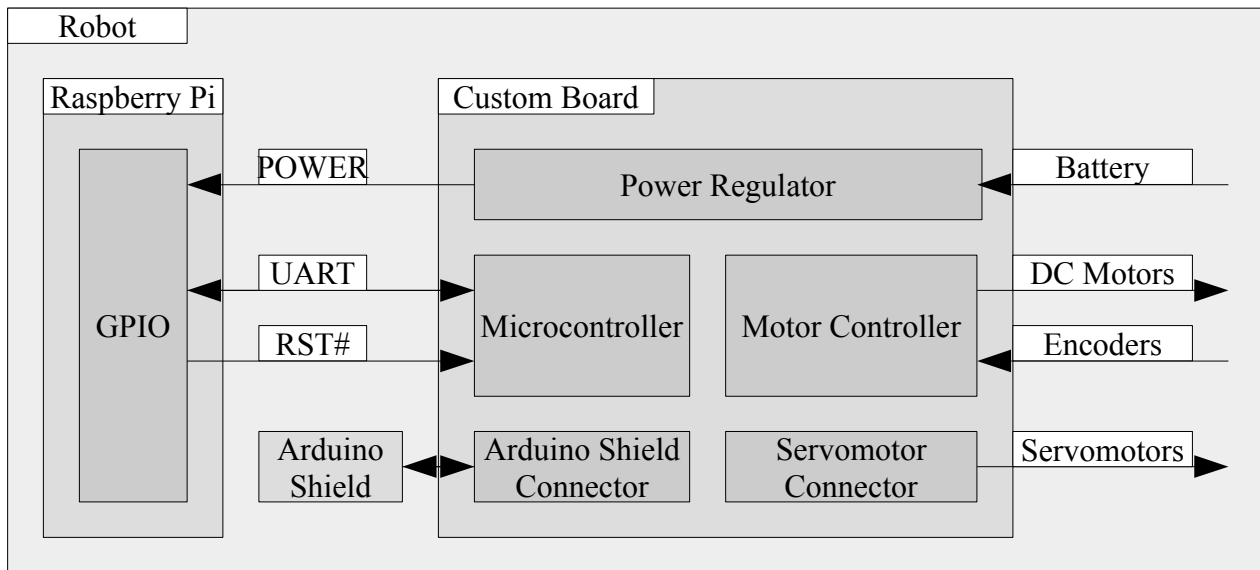 Robot
Raspberry Pi
Custom Board
POWER
Power Regulator
Battery
UART
DC Motors
GPIO
Microcontroller
Motor Controller
RST#
Encoders
Arduino
Shield
Arduino Shield
Connector
Servomotor
Connector
Servomotors